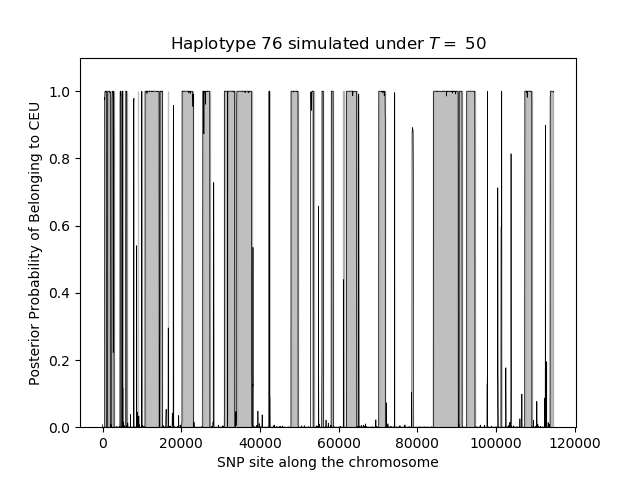 Haplotype 76 simulated under T = 50
Posterior Probability of Belonging to CEU
1.0
0.8
0.6
0.4
0.2
0.0
0 20000 40000 60000 80000 100000 120000
SNP site along the chromosome